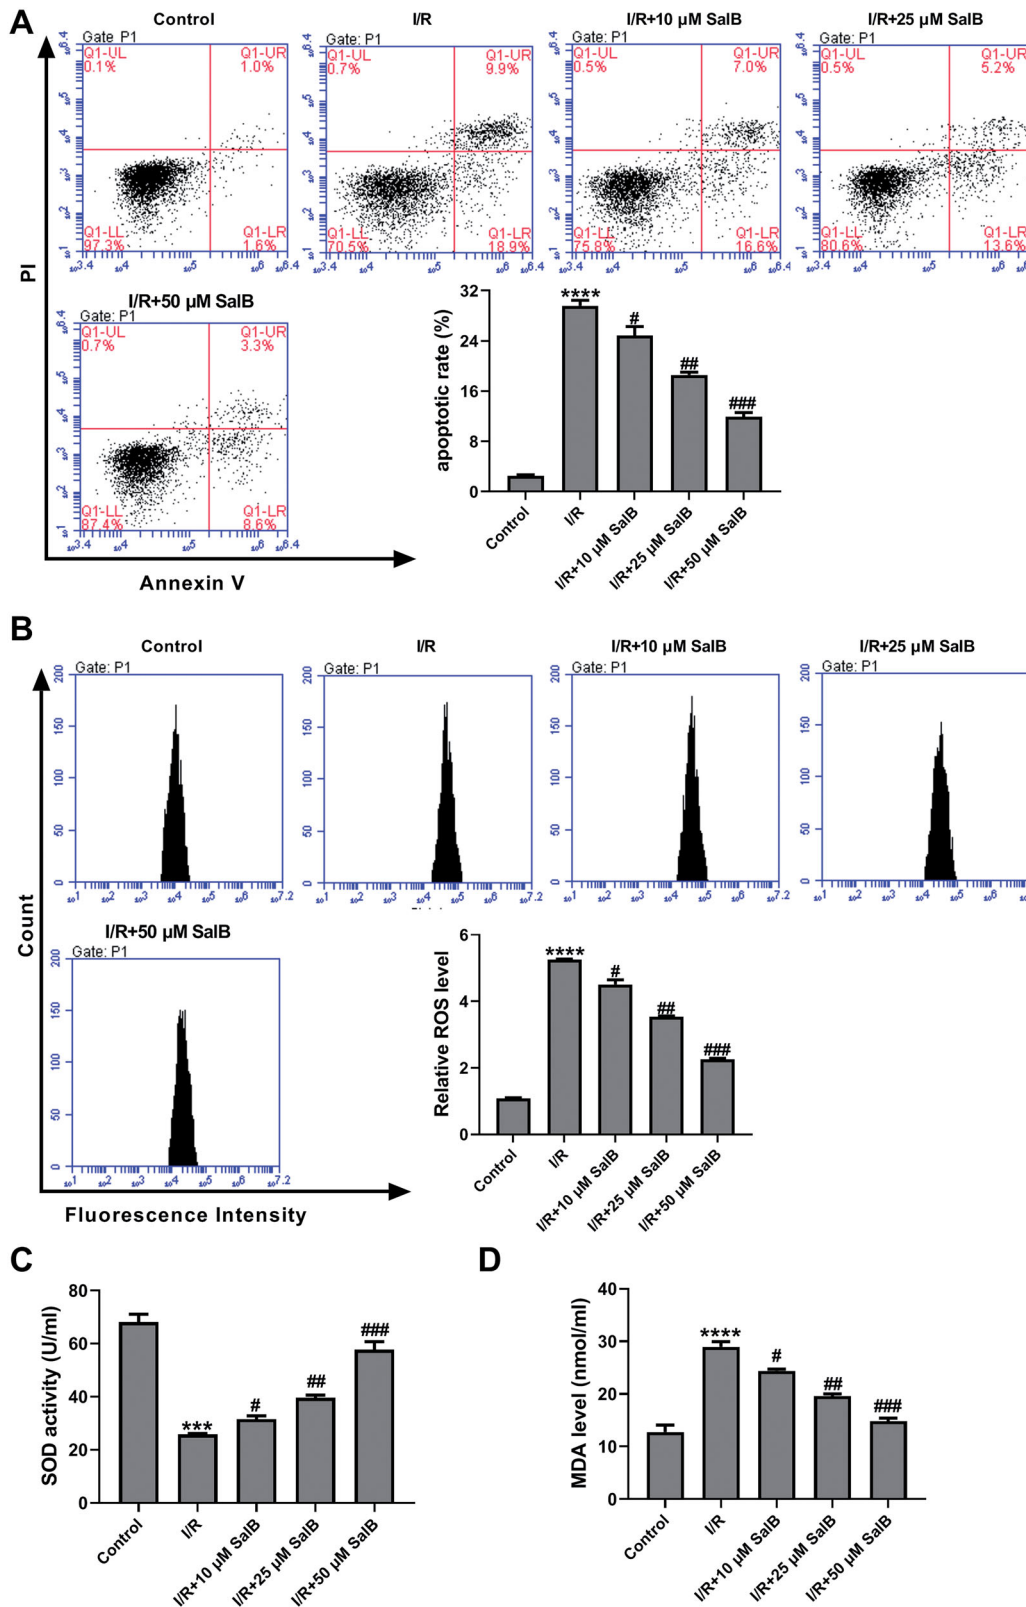 A
Control
I/R
I/R+10 µM SalB
I/R+25 µM SalB
Gate: P1
Q1-UL
0.1%
Q1-UR
1.0%
Q1-LL
97.3%
Q1-LR
1.6%
Gate: P1
Q1-UL
0.7%
Q1-UR
9.9%
Q1-LL
70.5%
Q1-LR
18.9%
Gate: P1
Q1-UL
0.5%
Q1-UR
7.0%
Q1-LL
75.8%
Q1-LR
16.6%
Gate: P1
Q1-UL
0.5%
Q1-UR
5.2%
Q1-LL
80.6%
Q1-LR
13.6%
PI
I/R+50 µM SalB
Gate: P1
Q1-UL
0.7%
Q1-UR
3.3%
Q1-LL
87.4%
Q1-LR
8.6%
Annexin V
apoptotic rate (%)
32
24
16
8
0
****
#
##
###
Control
I/R
I/R+10 µM SalB
I/R+25 µM SalB
I/R+50 µM SalB
B
Control
I/R
I/R+10 µM SalB
I/R+25 µM SalB
Gate: P1
Gate: P1
Gate: P1
Gate: P1
200
150
100
50
0
Count
I/R+50 µM SalB
Gate: P1
200
150
100
50
0
Fluorescence Intensity
Relative ROS level
6
4
2
0
****
#
##
###
Control
I/R
I/R+10 µM SalB
I/R+25 µM SalB
I/R+50 µM SalB
C
SOD activity (U/ml)
80
60
40
20
0
***
#
##
###
Control
I/R
I/R+10 µM SalB
I/R+25 µM SalB
I/R+50 µM SalB
D
MDA level (nmol/ml)
40
30
20
10
0
****
#
##
###
Control
I/R
I/R+10 µM SalB
I/R+25 µM SalB
I/R+50 µM SalB